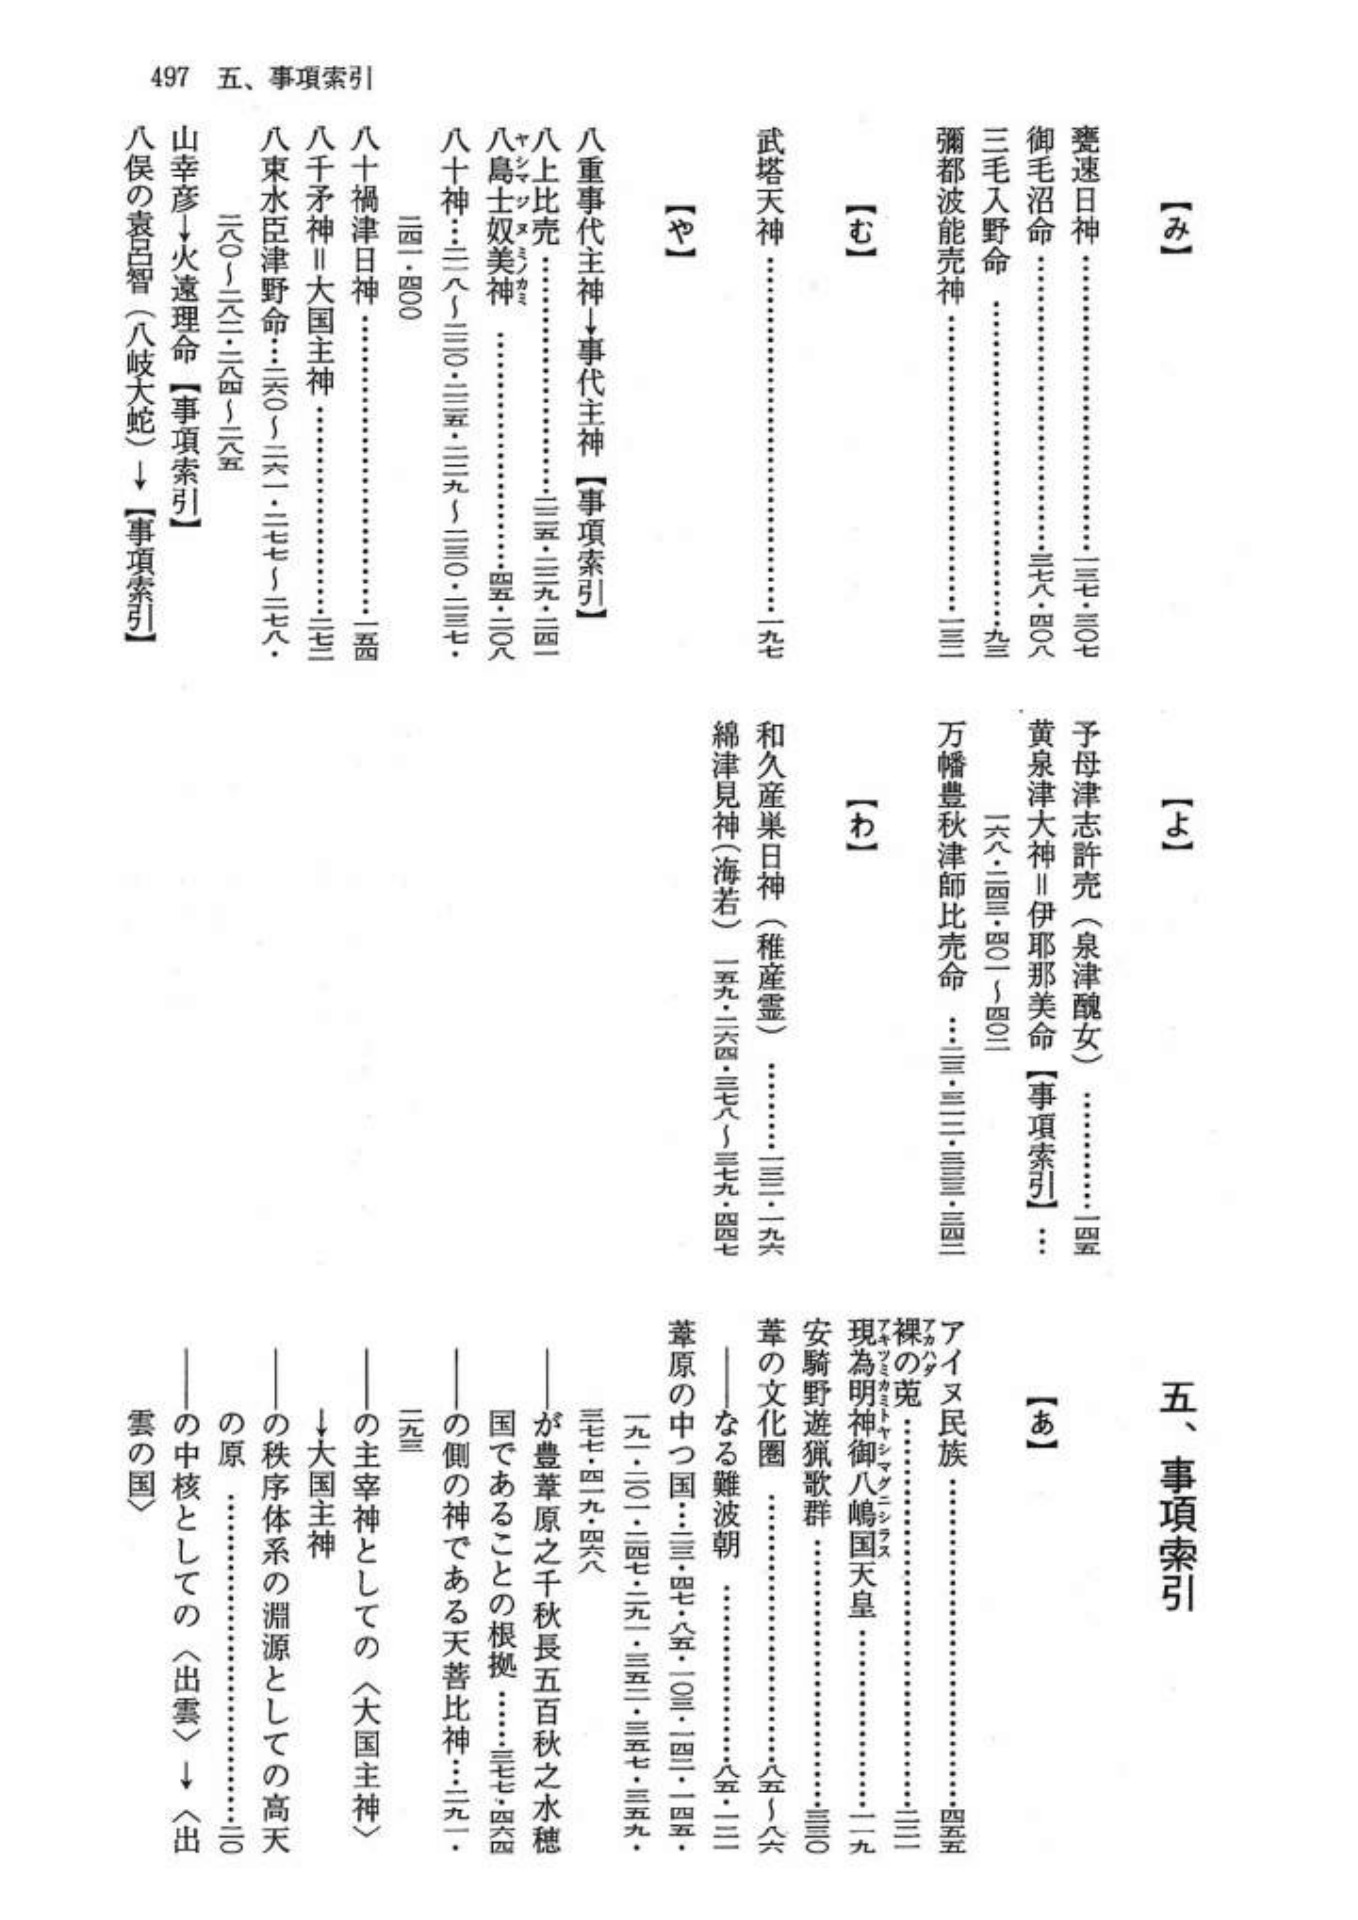 497 五、事項索引
【み】
甕速日神……一三七・三〇七
御毛沼命……三七八・四〇八
三毛入野命……九三
彌都波能売神……一三二
【む】
武塔天神……一九七
【や】
八重事代主神→事代主神【事項索引】
八上比売……二二五・二二九・二四一
八島士奴美神……四五・二〇八
ヤシマジヌミノカミ
八十神…二一八〜二二〇・二二五・二二九〜二三〇・二三七・
二四一・四〇〇
八十禍津日神……一五四
八千矛神＝大国主神……二七二
八束水臣津野命…二六〇〜二六一・二七七〜二七八・
二八〇〜二八二・二八四〜二八五
山幸彦→火遠理命【事項索引】
八俣の袁呂智（八岐大蛇）→【事項索引】
【よ】
予母津志許売（泉津醜女）……一四五
黄泉津大神＝伊耶那美命【事項索引】…
一六八・二四三・四〇一〜四〇二
万幡豊秋津師比売命…二三・三一二・三三三・三四二
【わ】
和久産巣日神（稚産霊）……一三二・一九六
綿津見神（海若） 一五九・二六四・三七八〜三七九・四四七
五、事項索引
【あ】
アイヌ民族……四五五
裸の菟……二三一
アカハダ
現為明神御八嶋国天皇……一一九
アキツミカミトヤシマグニシラス
安騎野遊猟歌群……三三〇
葦の文化圏……八五〜八六
――なる難波朝……八五・一二一
葦原の中つ国…二三・四七・八五・一〇三・一四二・一四五・
一九一・二〇一・二四七・二九一・三五二・三五七・三五九・
三七七・四一九・四六八
――が豊葦原之千秋長五百秋之水穂
国であることの根拠……三七七・四六四
――の側の神である天菩比神…二九一・
二九三
――の主宰神としての〈大国主神〉
→大国主神
――の秩序体系の淵源としての高天
の原……二〇
――の中核としての〈出雲〉→〈出
雲の国〉